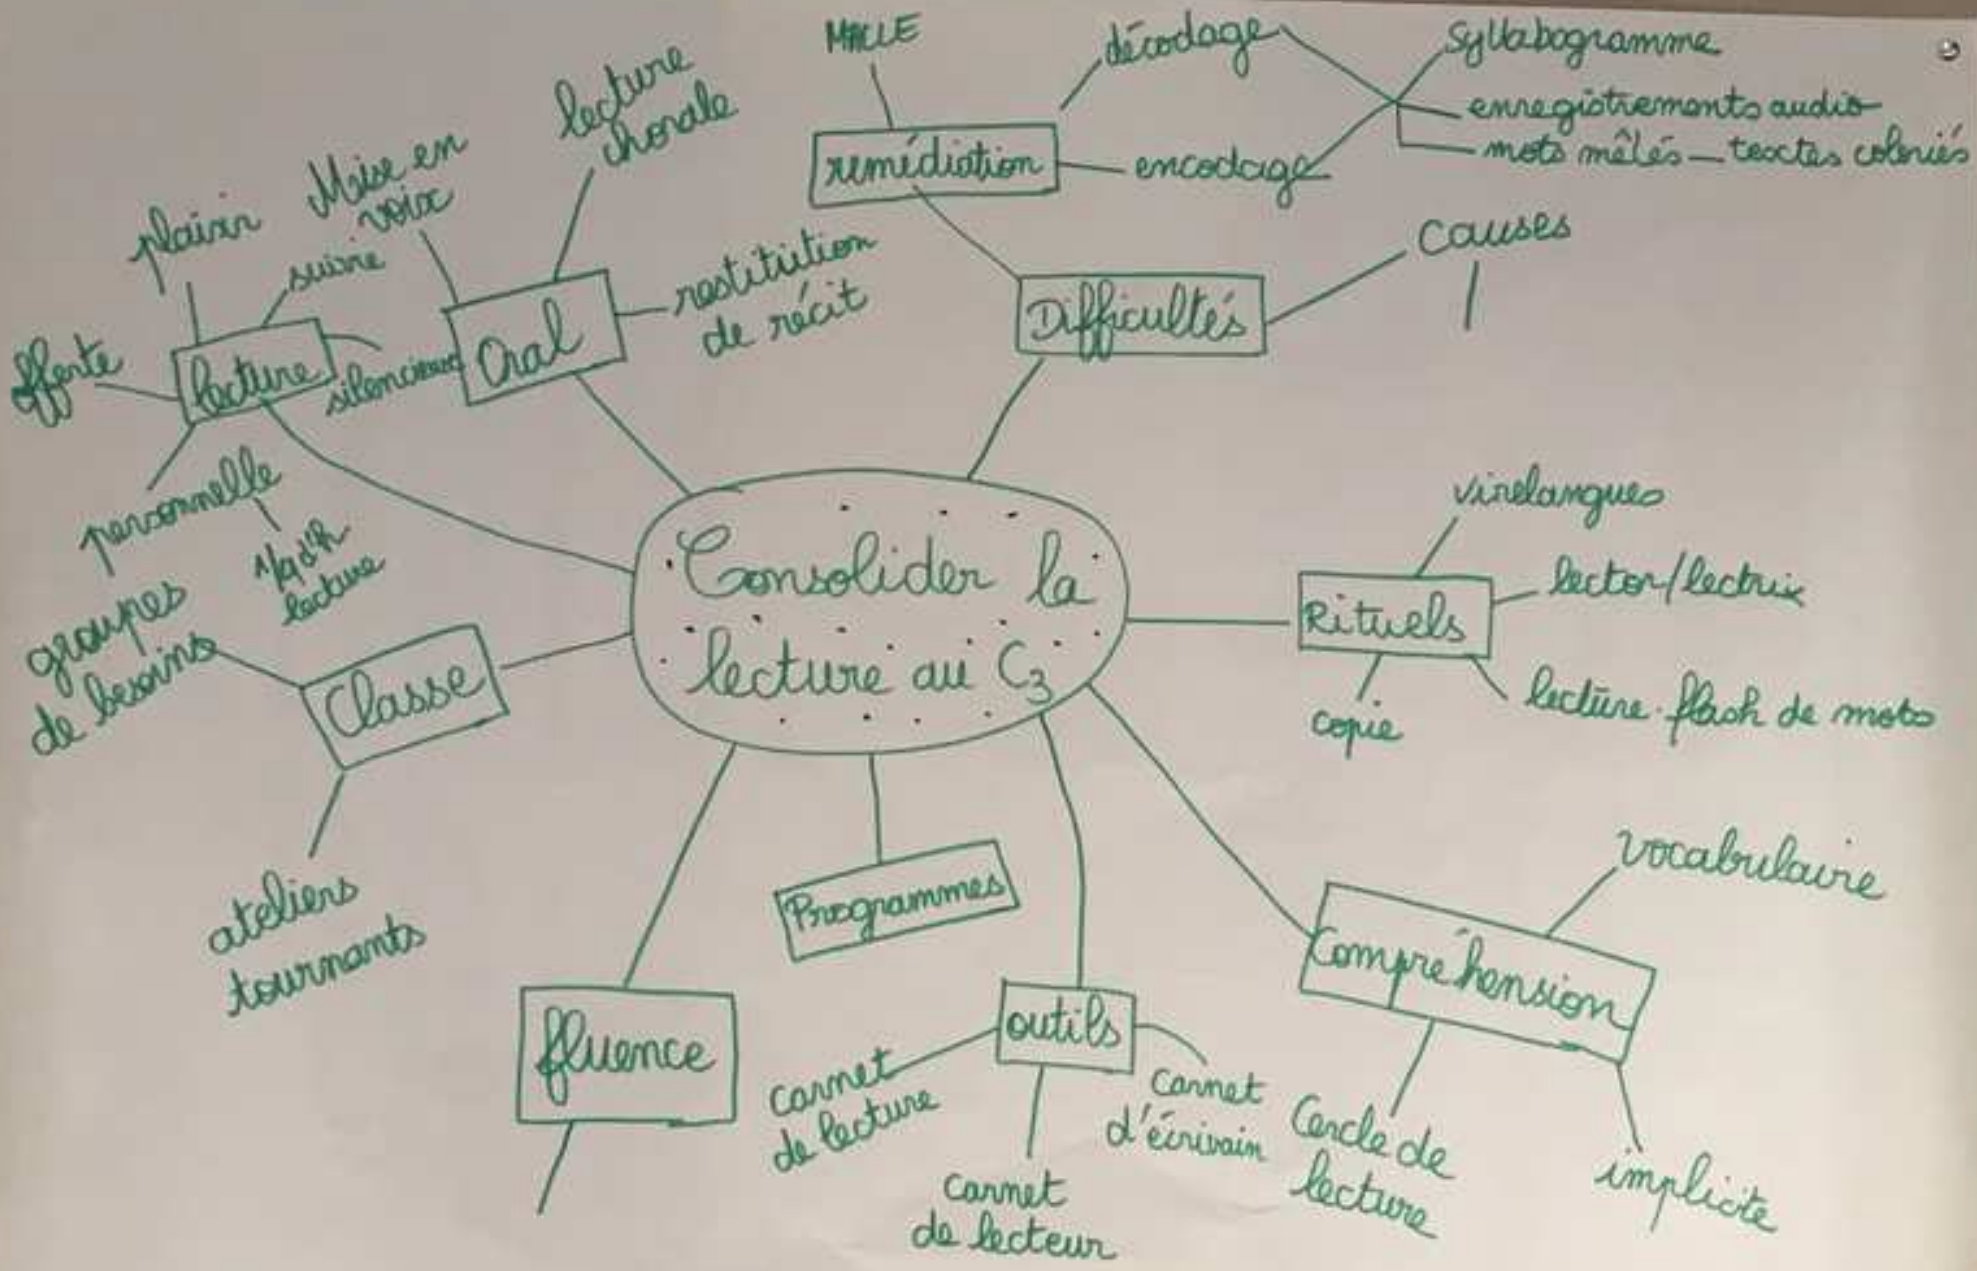 MACLE
décodage
Syllabogramme
enregistrements audio
mots mêlés - textes coloriés
remédiation
encodage
Causes
Difficultés
lecture
chorale
Mise en
voix
restitution
de récit
Oral
plaisir
suivie
silencieuse
offerte
lecture
personnelle
1/4 d'h
lecture
Consolider la
lecture au C3
groupes
de besoins
Classe
ateliers
tournants
virelangues
lector/lectrix
Rituels
lecture flash de mots
copie
vocabulaire
Compréhension
Cercle de
lecture
implicite
Programmes
fluence
outils
carnet
de lecture
carnet
de lecteur
carnet
d'écrivain